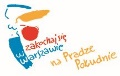 zakochaj się
w Warszawie
na Pradze
Południe